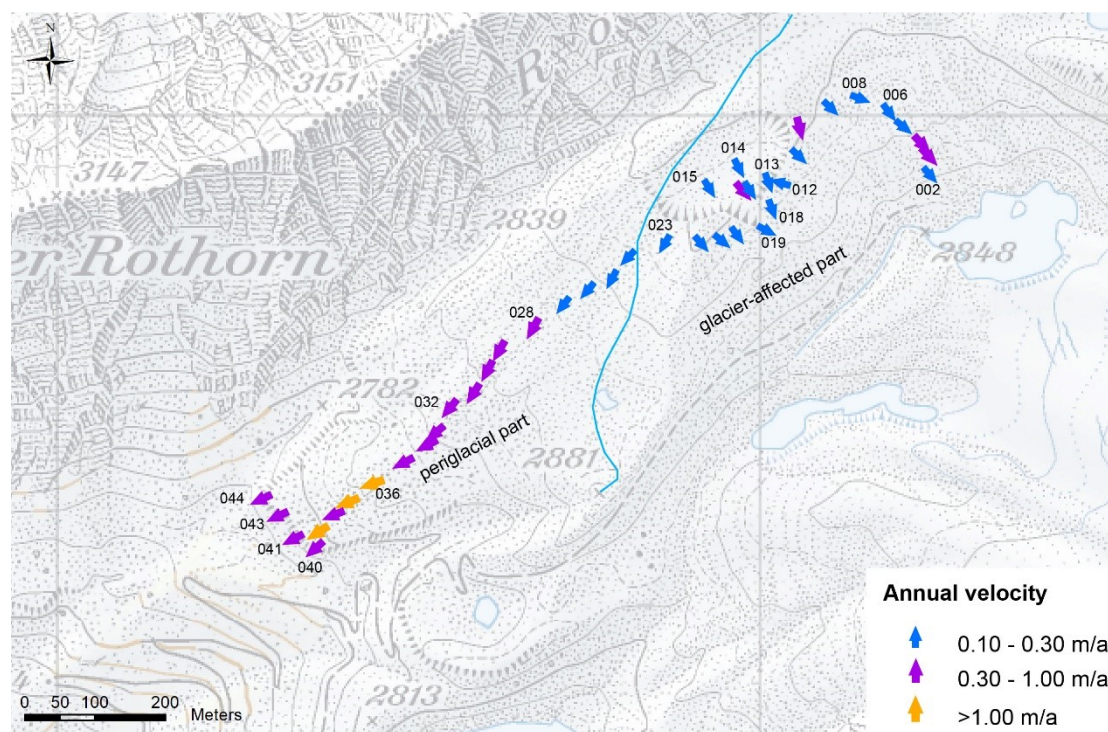 N
3151
R
os
3147
er Rothorn
2839
008
006
014
013
015
012
002
018
023
019
2848
glacier-affected part
028
2782
032
periglacial part
2881
036
044
043
041
040
2813
Annual velocity
0.10 - 0.30 m/a
0.30 - 1.00 m/a
>1.00 m/a
0 50 100 200
Meters